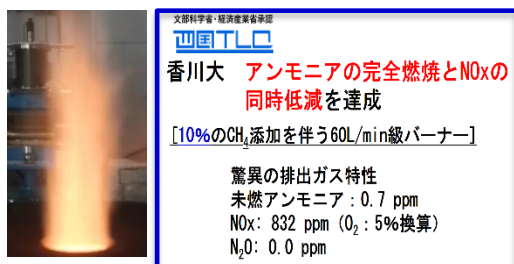 文部科学省・経済産業省承認
四国TLO
香川大 アンモニアの完全燃焼とNOxの
同時低減を達成
[10%のCH₄添加を伴う60L/min級バーナー]
驚異の排出ガス特性
未燃アンモニア：0.7 ppm
NOx: 832 ppm (O₂：5%換算)
N₂O: 0.0 ppm